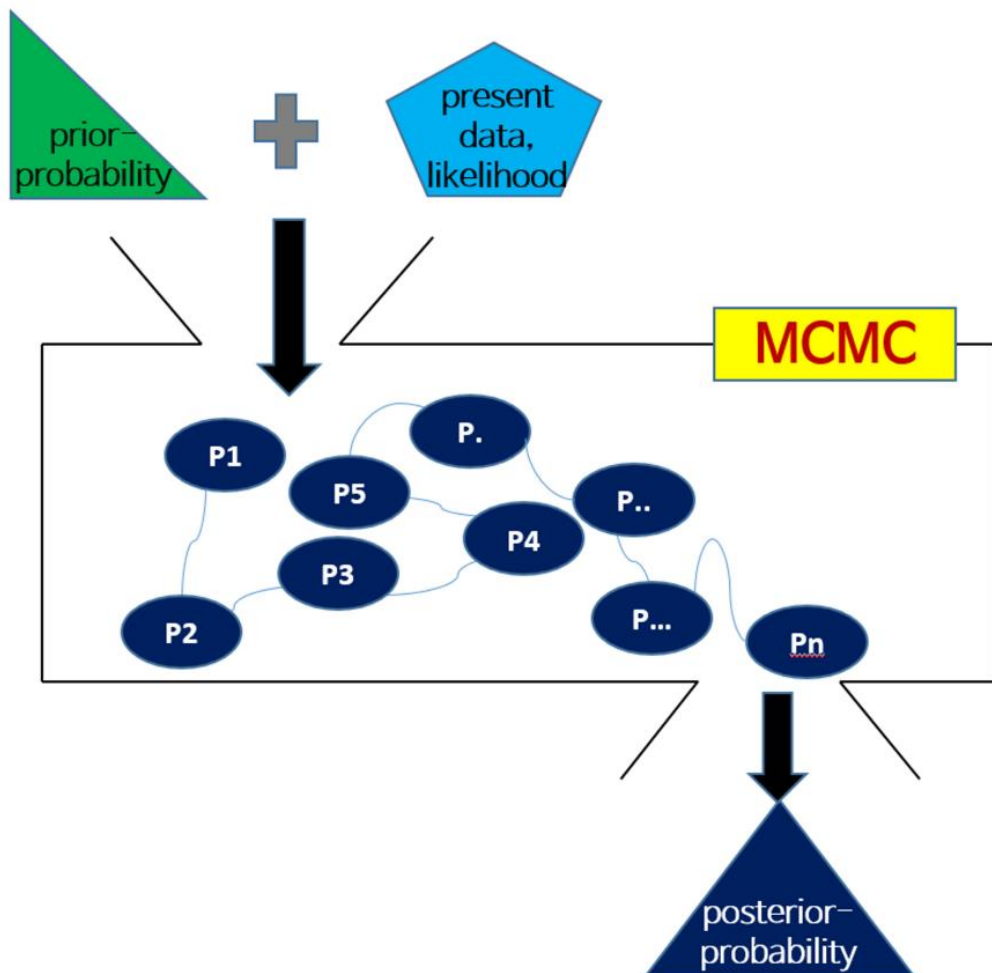 prior-
probability
present
data,
likelihood
MCMC
P1
P.
P5
P..
P4
P3
P...
P2
Pn
posterior-
probability